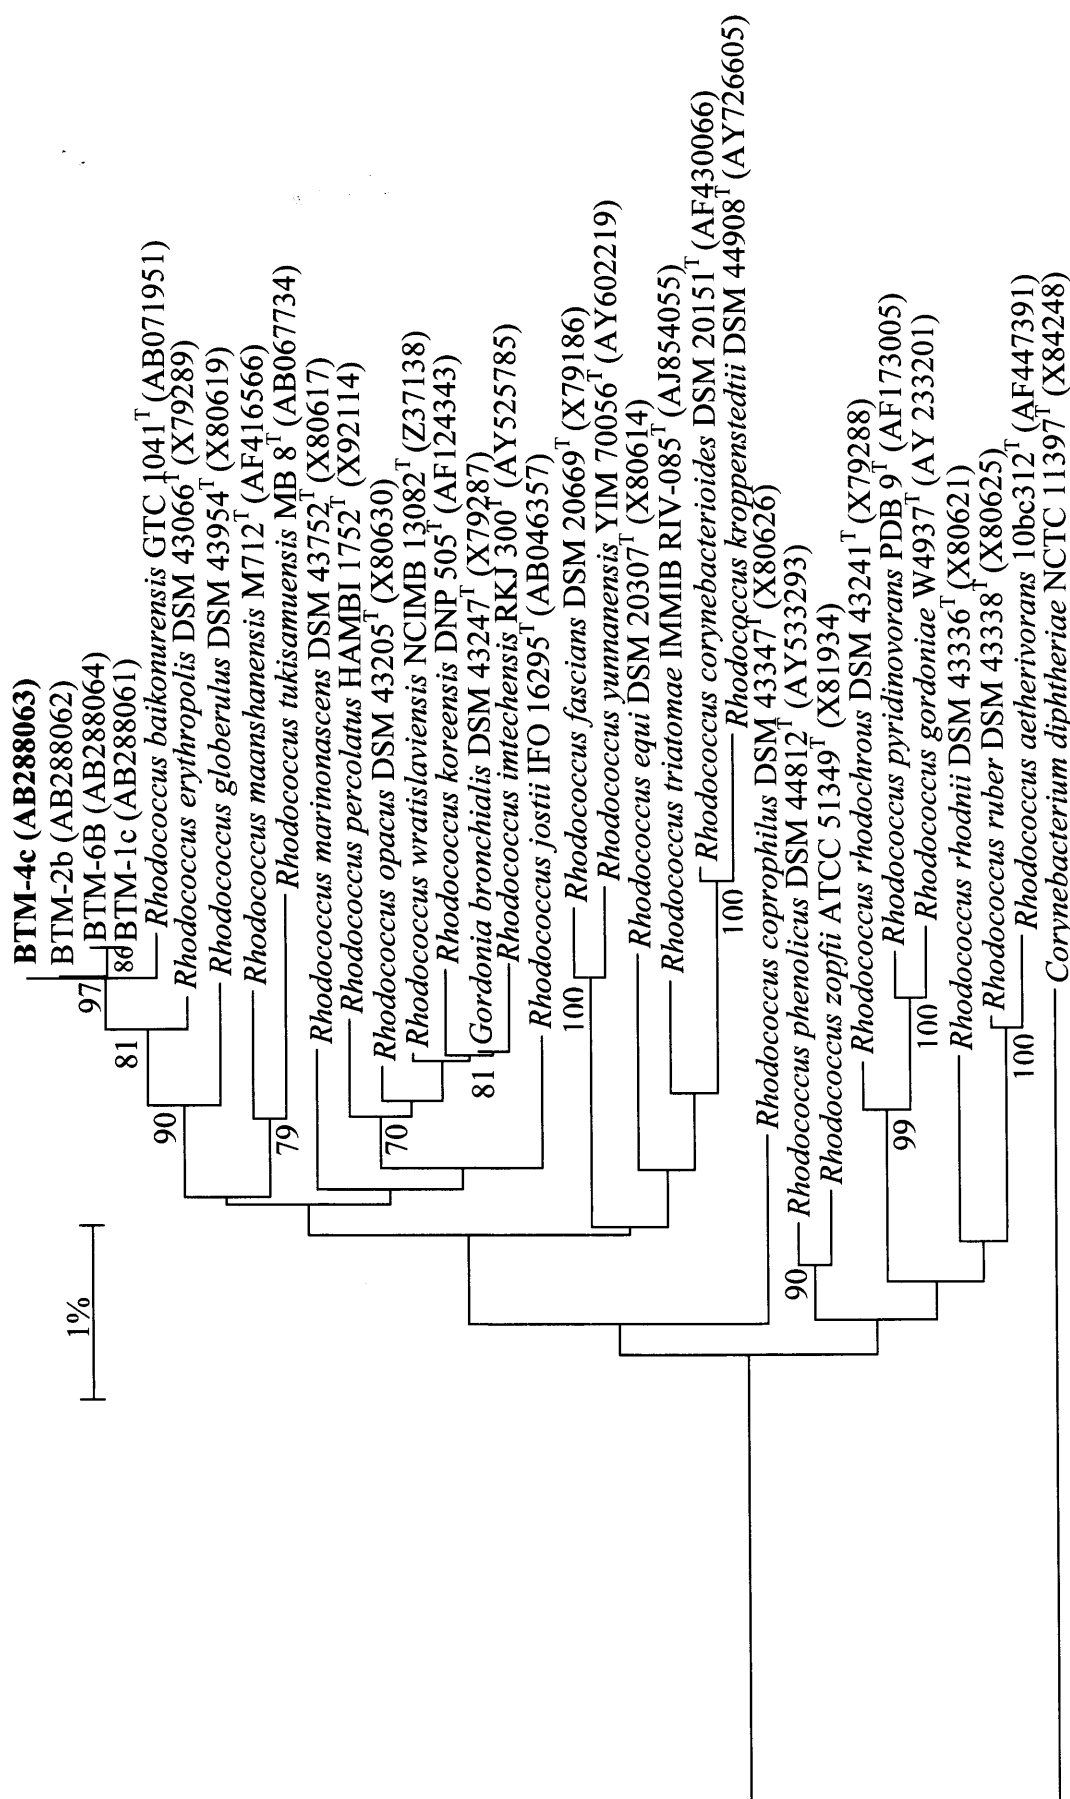 1%
BTM-4c (AB288063)
BTM-2b (AB288062)
BTM-6B (AB288064)
BTM-1c (AB288061)
Rhodococcus baikonurensis GTC 1041T (AB071951)
Rhodococcus erythropolis DSM 43066T (X79289)
Rhodococcus globerulus DSM 43954T (X80619)
Rhodococcus maanshanensis M712T (AF416566)
Rhodococcus tukisamuensis MB 8T (AB067734)
Rhodococcus marinonascens DSM 43752T (X80617)
Rhodococcus percolatus HAMBI 1752T (X92114)
Rhodococcus opacus DSM 43205T (X80630)
Rhodococcus wratislaviensis NCIMB 13082T (Z37138)
Rhodococcus koreensis DNP 505T (AF124343)
Gordonia bronchialis DSM 43247T (X79287)
Rhodococcus imtechensis RKJ 300T (AY525785)
Rhodococcus jostii IFO 16295T (AB046357)
Rhodococcus fascians DSM 20669T (X79186)
Rhodococcus yunnanensis YIM 70056T (AY602219)
Rhodococcus equi DSM 20307T (X80614)
Rhodococcus triatomae IMMIB RIV-085T (AJ854055)
Rhodococcus corynebacterioides DSM 20151T (AF430066)
Rhodococcus kroppenstedtii DSM 44908T (AY726605)
Rhodococcus coprophilus DSM 43347T (X80626)
Rhodococcus phenolicus DSM 44812T (AY533293)
Rhodococcus zopfii ATCC 51349T (X81934)
Rhodococcus rhodochrous DSM 43241T (X79288)
Rhodococcus pyridinovorans PDB 9T (AF173005)
Rhodococcus gordoniae W4937T (AY 233201)
Rhodococcus rhodnii DSM 43336T (X80621)
Rhodococcus ruber DSM 43338T (X80625)
Rhodococcus aetherivorans 10bc312T (AF447391)
Corynebacterium diphtheriae NCTC 11397T (X84248)
97
86
81
90
79
70
81
100
100
90
99
100
100